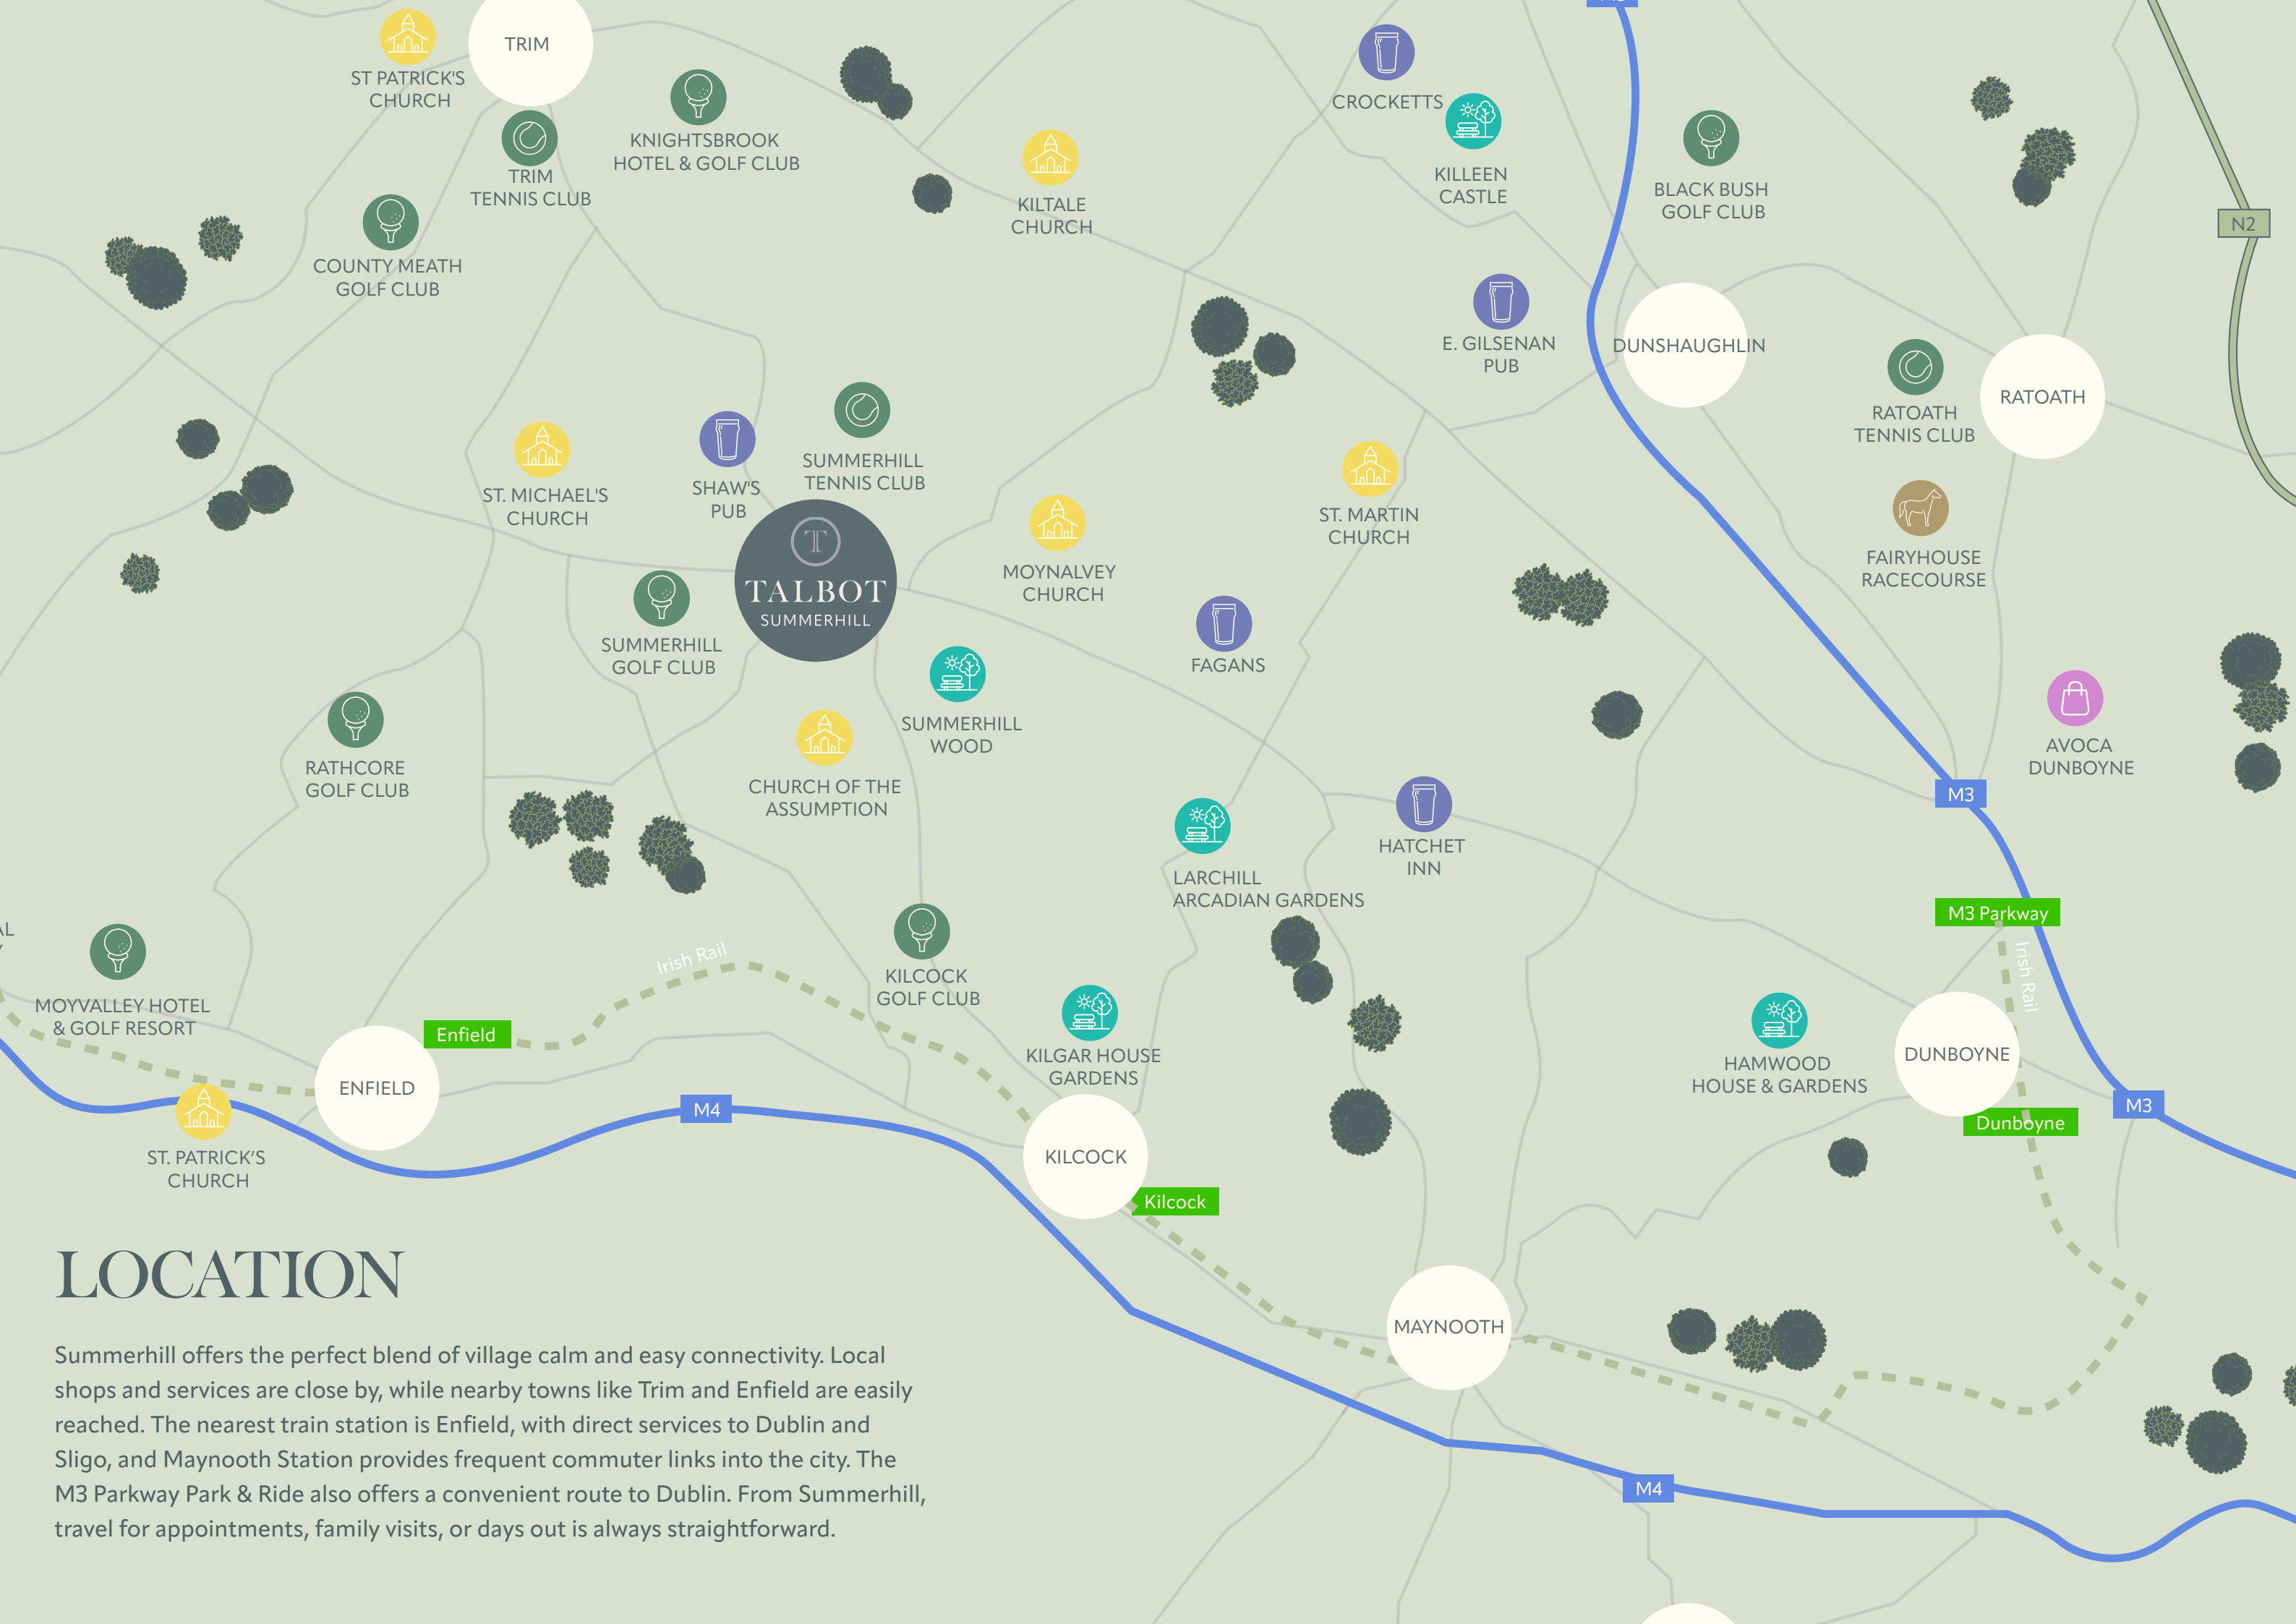 TRIM
ST PATRICK'S
CHURCH
KNIGHTSBROOK
HOTEL & GOLF CLUB
TRIM
TENNIS CLUB
COUNTY MEATH
GOLF CLUB
KILTALE
CHURCH
CROCKETTS
KILLEEN
CASTLE
BLACK BUSH
GOLF CLUB
N2
E. GILSENAN
PUB
DUNSHAUGHLIN
RATOATH
RATOATH
TENNIS CLUB
ST. MICHAEL'S
CHURCH
SHAW'S
PUB
SUMMERHILL
TENNIS CLUB
T
TALBOT
SUMMERHILL
MOYNALVEY
CHURCH
ST. MARTIN
CHURCH
FAIRYHOUSE
RACECOURSE
SUMMERHILL
GOLF CLUB
FAGANS
SUMMERHILL
WOOD
RATHCORE
GOLF CLUB
CHURCH OF THE
ASSUMPTION
AVOCA
DUNBOYNE
M3
HATCHET
INN
LARCHILL
ARCADIAN GARDENS
M3 Parkway
Irish Rail
Irish Rail
MOYVALLEY HOTEL
& GOLF RESORT
KILCOCK
GOLF CLUB
KILGAR HOUSE
GARDENS
HAMWOOD
HOUSE & GARDENS
DUNBOYNE
Enfield
ENFIELD
M4
M3
Dunboyne
ST. PATRICK’S
CHURCH
KILCOCK
Kilcock
MAYNOOTH
M4
LOCATION
Summerhill offers the perfect blend of village calm and easy connectivity. Local
shops and services are close by, while nearby towns like Trim and Enfield are easily
reached. The nearest train station is Enfield, with direct services to Dublin and
Sligo, and Maynooth Station provides frequent commuter links into the city. The
M3 Parkway Park & Ride also offers a convenient route to Dublin. From Summerhill,
travel for appointments, family visits, or days out is always straightforward.